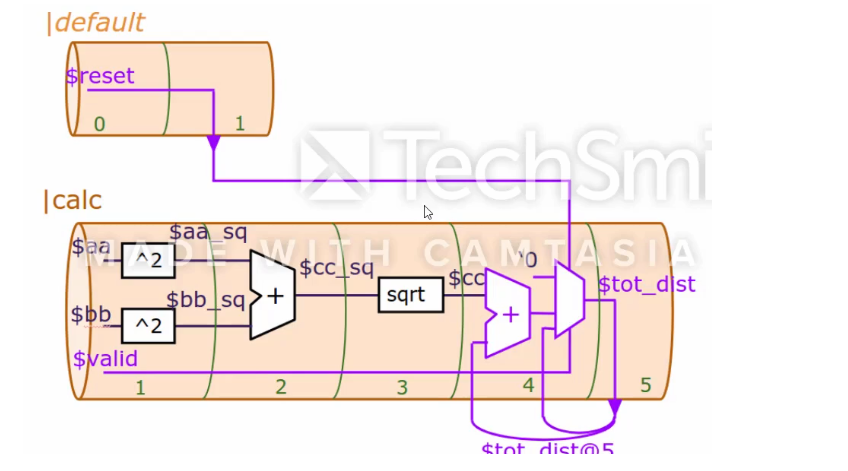 |default
$reset
0 1
TechSmi
|calc
$aa ^2 $aa_sq
MADE WITH CAMTASIA
$bb ^2 $bb_sq
+ $cc_sq
sqrt $cc
+ '0
$tot_dist
$valid
1 2 3 4 5
$tot_dist@5